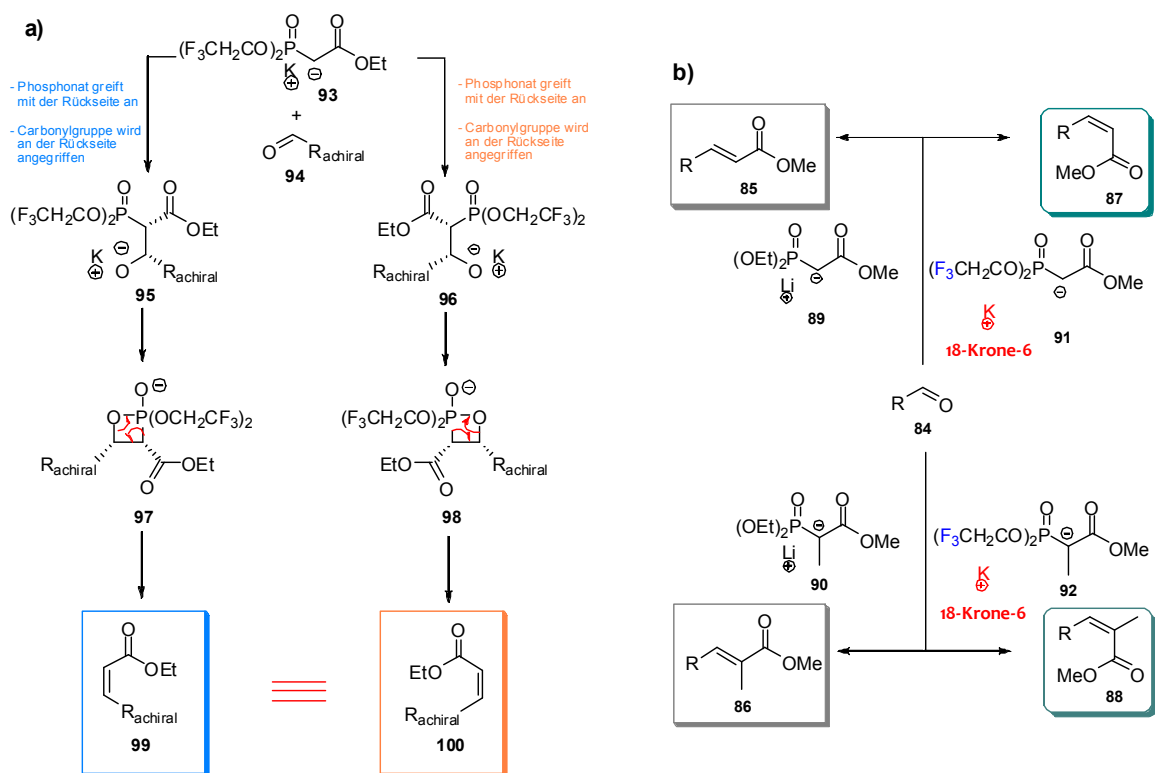 a)
(F3CH2CO)2P
O
O
OEt
K
⊕
⊖
93
+
O
Rachiral
94
- Phosphonat greift
mit der Rückseite an
- Carbonylgruppe wird
an der Rückseite
angegriffen
- Phosphonat greift
mit der Rückseite an
- Carbonylgruppe wird
an der Rückseite
angegriffen
O
O
(F3CH2CO)2P
OEt
K
⊕
⊖
O
Rachiral
95
O
O
EtO
P(OCH2CF3)2
⊖
K
⊕
Rachiral
O
96
O⊖
O
P(OCH2CF3)2
Rachiral
OEt
O
97
O⊖
(F3CH2CO)2P
O
EtO
O
Rachiral
98
O
OEt
Rachiral
99
O
EtO
Rachiral
100
b)
R
O
OMe
85
R
MeO
O
87
O
O
(OEt)2P
OMe
Li
⊕
⊖
89
O
O
(F3CH2CO)2P
OMe
⊖
K
⊕
18-Krone-6
91
R
O
84
O
O
(OEt)2P
⊖
OMe
Li
⊕
90
O
O
(F3CH2CO)2P
⊖
OMe
K
⊕
18-Krone-6
92
R
O
OMe
86
R
MeO
O
88